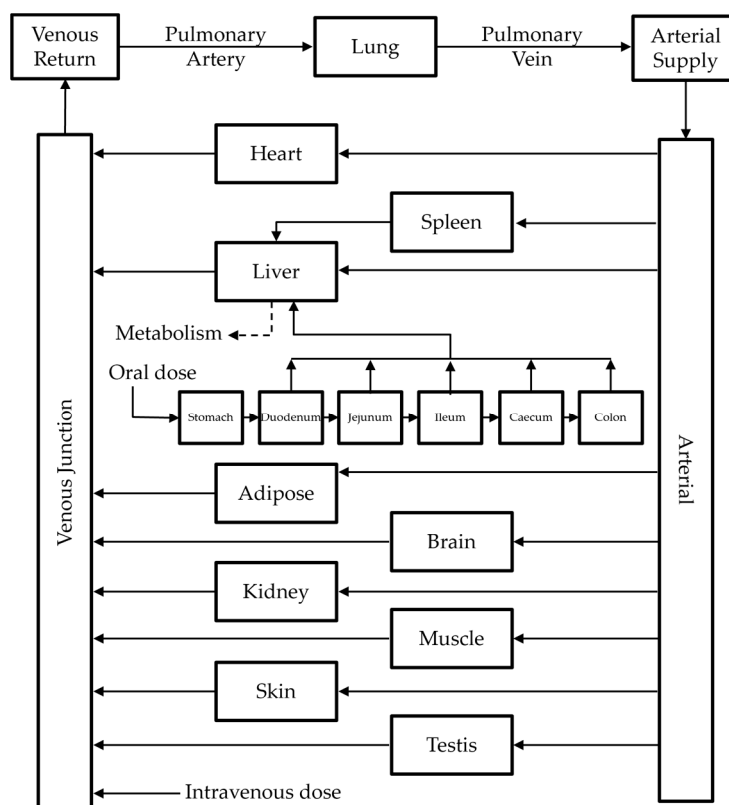 Venous
Return
Pulmonary
Artery
Lung
Pulmonary
Vein
Arterial
Supply
Heart
Spleen
Liver
Metabolism
Oral dose
Stomach
Duodenum
Jejunum
Ileum
Caecum
Colon
Venous Junction
Arterial
Adipose
Brain
Kidney
Muscle
Skin
Testis
Intravenous dose